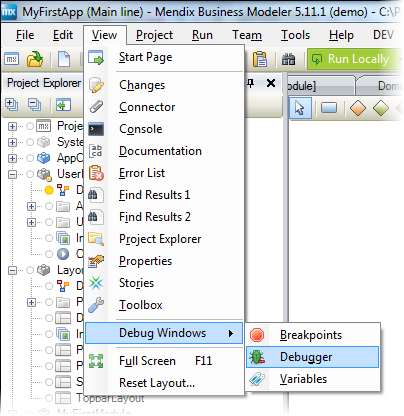 MyFirstApp (Main line) - Mendix Business Modeler 5.11.1 (demo) - C:\P
File Edit View Project Run Team Tools Help DEV
Start Page
Run Locally
Project Explorer
Changes
odule]
Doma
Connector
Console
Proje
Documentation
Syste
AppC
Error List
UserI
Find Results 1
D
Find Results 2
A
U
Project Explorer
In
Properties
O
Stories
Layou
Toolbox
D
P
Debug Windows
Breakpoints
In
Debugger
P
Full Screen F11
P
Variables
S
Reset Layout...
TopbarLayout
MyFirstModule